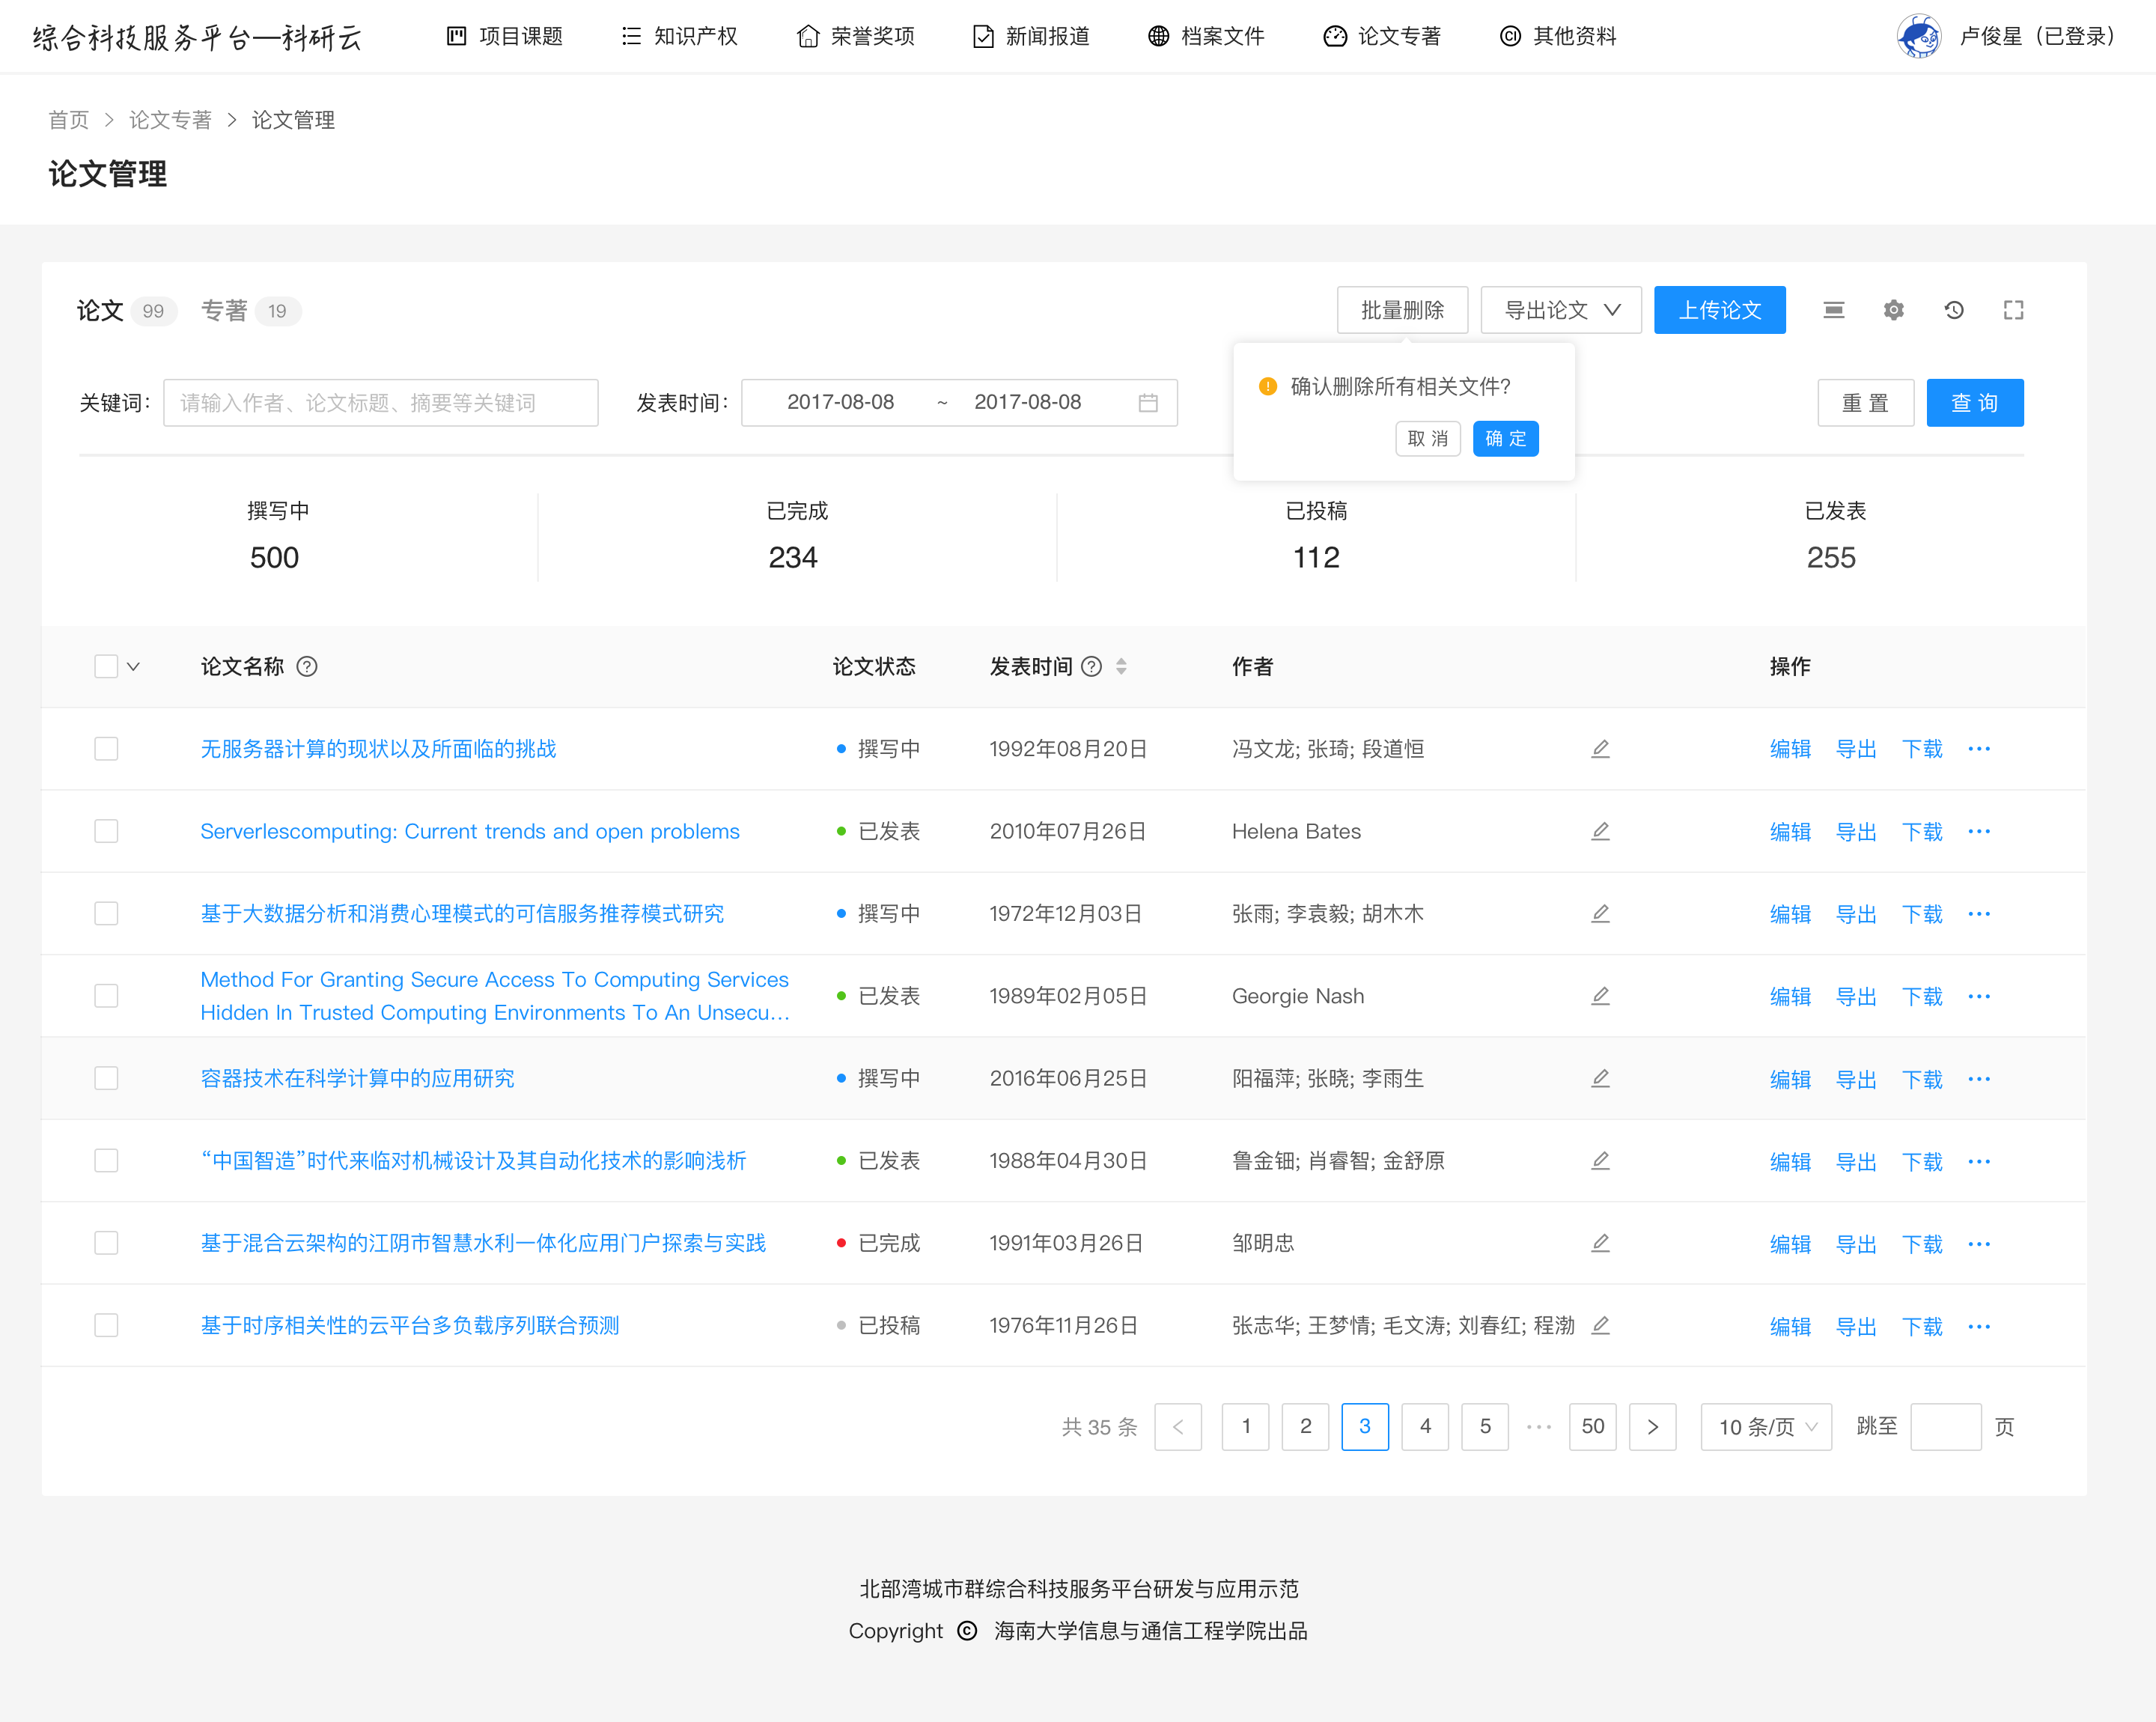 综合科技服务平台—科研云 项目课题 知识产权 荣誉奖项 新闻报道 档案文件 论文专著 其他资料 卢俊星（已登录）
首页 > 论文专著 > 论文管理
论文管理
论文 99 专著 19 批量删除 导出论文 上传论文
确认删除所有相关文件?
取 消 确 定
关键词： 请输入作者、论文标题、摘要等关键词 发表时间： 2017-08-08 ~ 2017-08-08 重 置 查 询
撰写中 已完成 已投稿 已发表
500 234 112 255
论文名称 论文状态 发表时间 作者 操作
无服务器计算的现状以及所面临的挑战 撰写中 1992年08月20日 冯文龙; 张琦; 段道恒 编辑 导出 下载 ···
Serverlescomputing: Current trends and open problems 已发表 2010年07月26日 Helena Bates 编辑 导出 下载 ···
基于大数据分析和消费心理模式的可信服务推荐模式研究 撰写中 1972年12月03日 张雨; 李袁毅; 胡木木 编辑 导出 下载 ···
Method For Granting Secure Access To Computing Services
Hidden In Trusted Computing Environments To An Unsecu... 已发表 1989年02月05日 Georgie Nash 编辑 导出 下载 ···
容器技术在科学计算中的应用研究 撰写中 2016年06月25日 阳福萍; 张晓; 李雨生 编辑 导出 下载 ···
“中国智造”时代来临对机械设计及其自动化技术的影响浅析 已发表 1988年04月30日 鲁金钿; 肖睿智; 金舒原 编辑 导出 下载 ···
基于混合云架构的江阴市智慧水利一体化应用门户探索与实践 已完成 1991年03月26日 邹明忠 编辑 导出 下载 ···
基于时序相关性的云平台多负载序列联合预测 已投稿 1976年11月26日 张志华; 王梦情; 毛文涛; 刘春红; 程渤 编辑 导出 下载 ···
共 35 条 < 1 2 3 4 5 ··· 50 > 10 条/页 跳至 页
北部湾城市群综合科技服务平台研发与应用示范
Copyright © 海南大学信息与通信工程学院出品